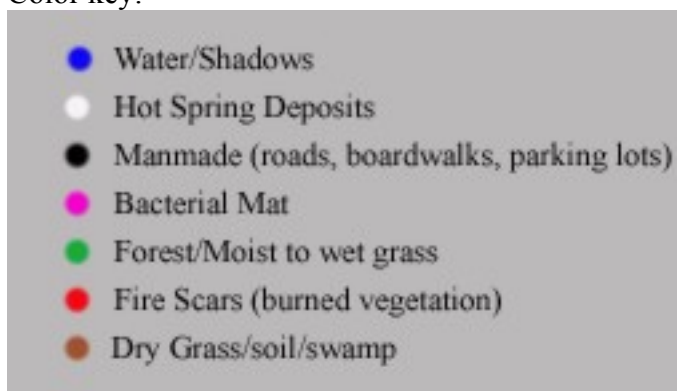 Color key:
Water/Shadows
Hot Spring Deposits
Manmade (roads, boardwalks, parking lots)
Bacterial Mat
Forest/Moist to wet grass
Fire Scars (burned vegetation)
Dry Grass/soil/swamp